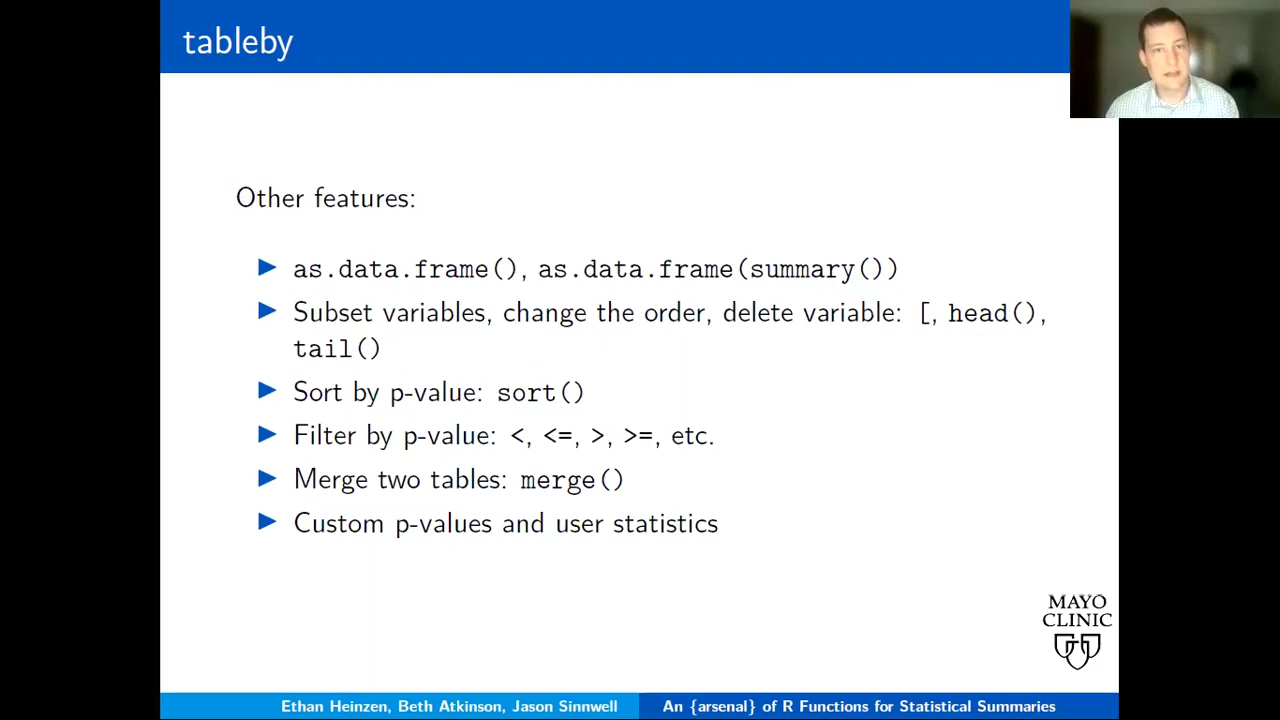 tableby
Other features:
▶ as.data.frame(), as.data.frame(summary())
▶ Subset variables, change the order, delete variable: [, head(),
tail()
▶ Sort by p-value: sort()
▶ Filter by p-value: <, <=, >, >=, etc.
▶ Merge two tables: merge()
▶ Custom p-values and user statistics
MAYO
CLINIC
Ethan Heinzen, Beth Atkinson, Jason Sinnwell
An {arsenal} of R Functions for Statistical Summaries